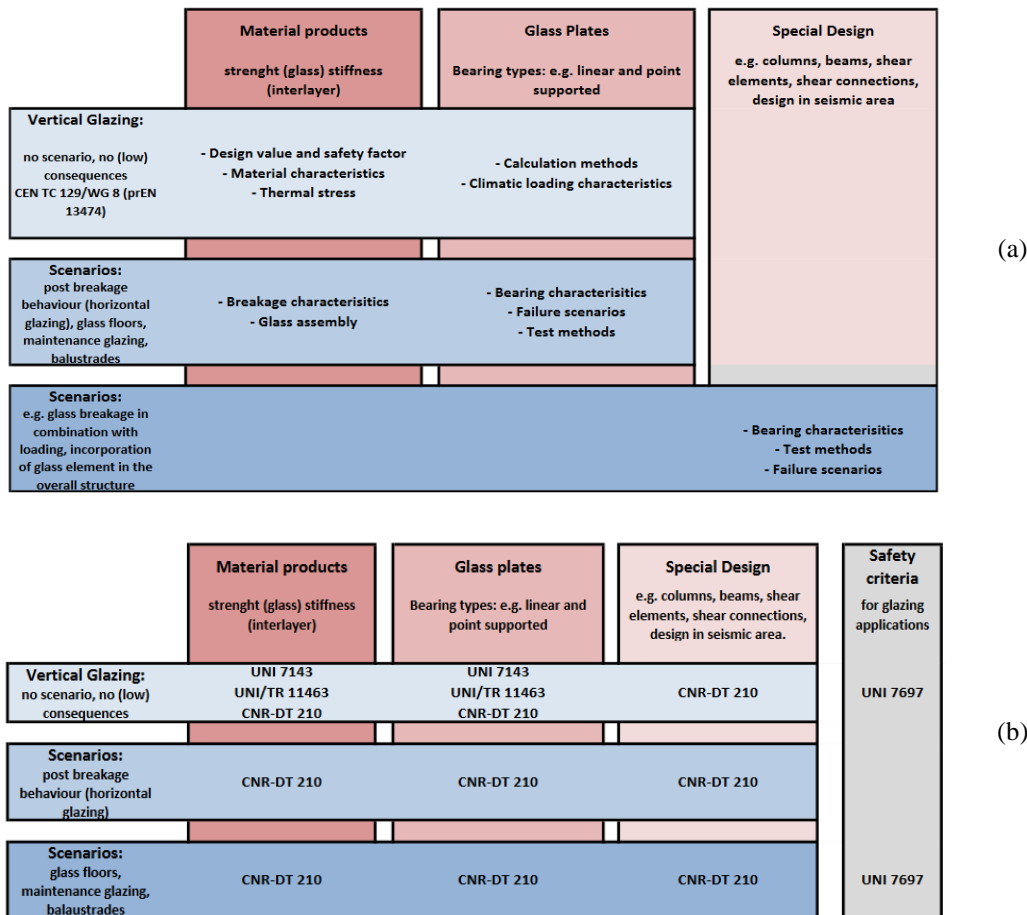 Material products
strenght (glass) stiffness
(interlayer)
Glass Plates
Bearing types: e.g. linear and point
supported
Special Design
e.g. columns, beams, shear
elements, shear connections,
design in seismic area
Vertical Glazing:
no scenario, no (low)
consequences
CEN TC 129/WG 8 (prEN
13474)
- Design value and safety factor
- Material characteristics
- Thermal stress
- Calculation methods
- Climatic loading characteristics
(a)
Scenarios:
post breakage
behaviour (horizontal
glazing), glass floors,
maintenance glazing,
balustrades
- Breakage characterisitics
- Glass assembly
- Bearing characterisitics
- Failure scenarios
- Test methods
Scenarios:
e.g. glass breakage in
combination with
loading, incorporation
of glass element in the
overall structure
- Bearing characterisitics
- Test methods
- Failure scenarios
Material products
strenght (glass) stiffness
(interlayer)
Glass plates
Bearing types: e.g. linear and
point supported
Special Design
e.g. columns, beams, shear
elements, shear connections,
design in seismic area.
Safety
criteria
for glazing
applications
Vertical Glazing:
no scenario, no (low)
consequences
UNI 7143
UNI/TR 11463
CNR-DT 210
UNI 7143
UNI/TR 11463
CNR-DT 210
CNR-DT 210
UNI 7697
(b)
Scenarios:
post breakage
behaviour (horizontal
glazing)
CNR-DT 210
CNR-DT 210
CNR-DT 210
Scenarios:
glass floors,
maintenance glazing,
balaustrades
CNR-DT 210
CNR-DT 210
CNR-DT 210
UNI 7697